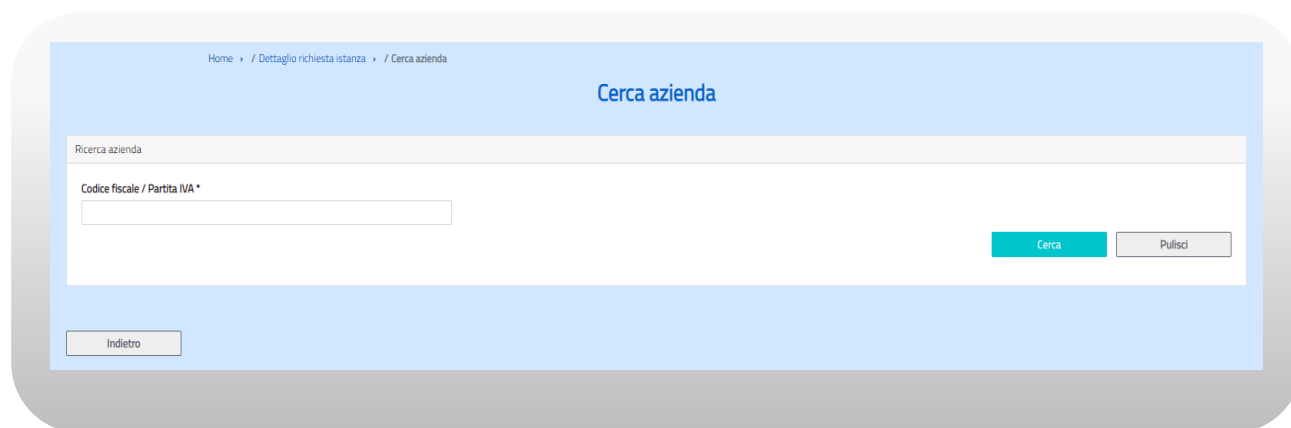 Home › / Dettaglio richiesta istanza › / Cerca azienda
Cerca azienda
Ricerca azienda
Codice fiscale / Partita IVA *
Cerca Pulisci
Indietro